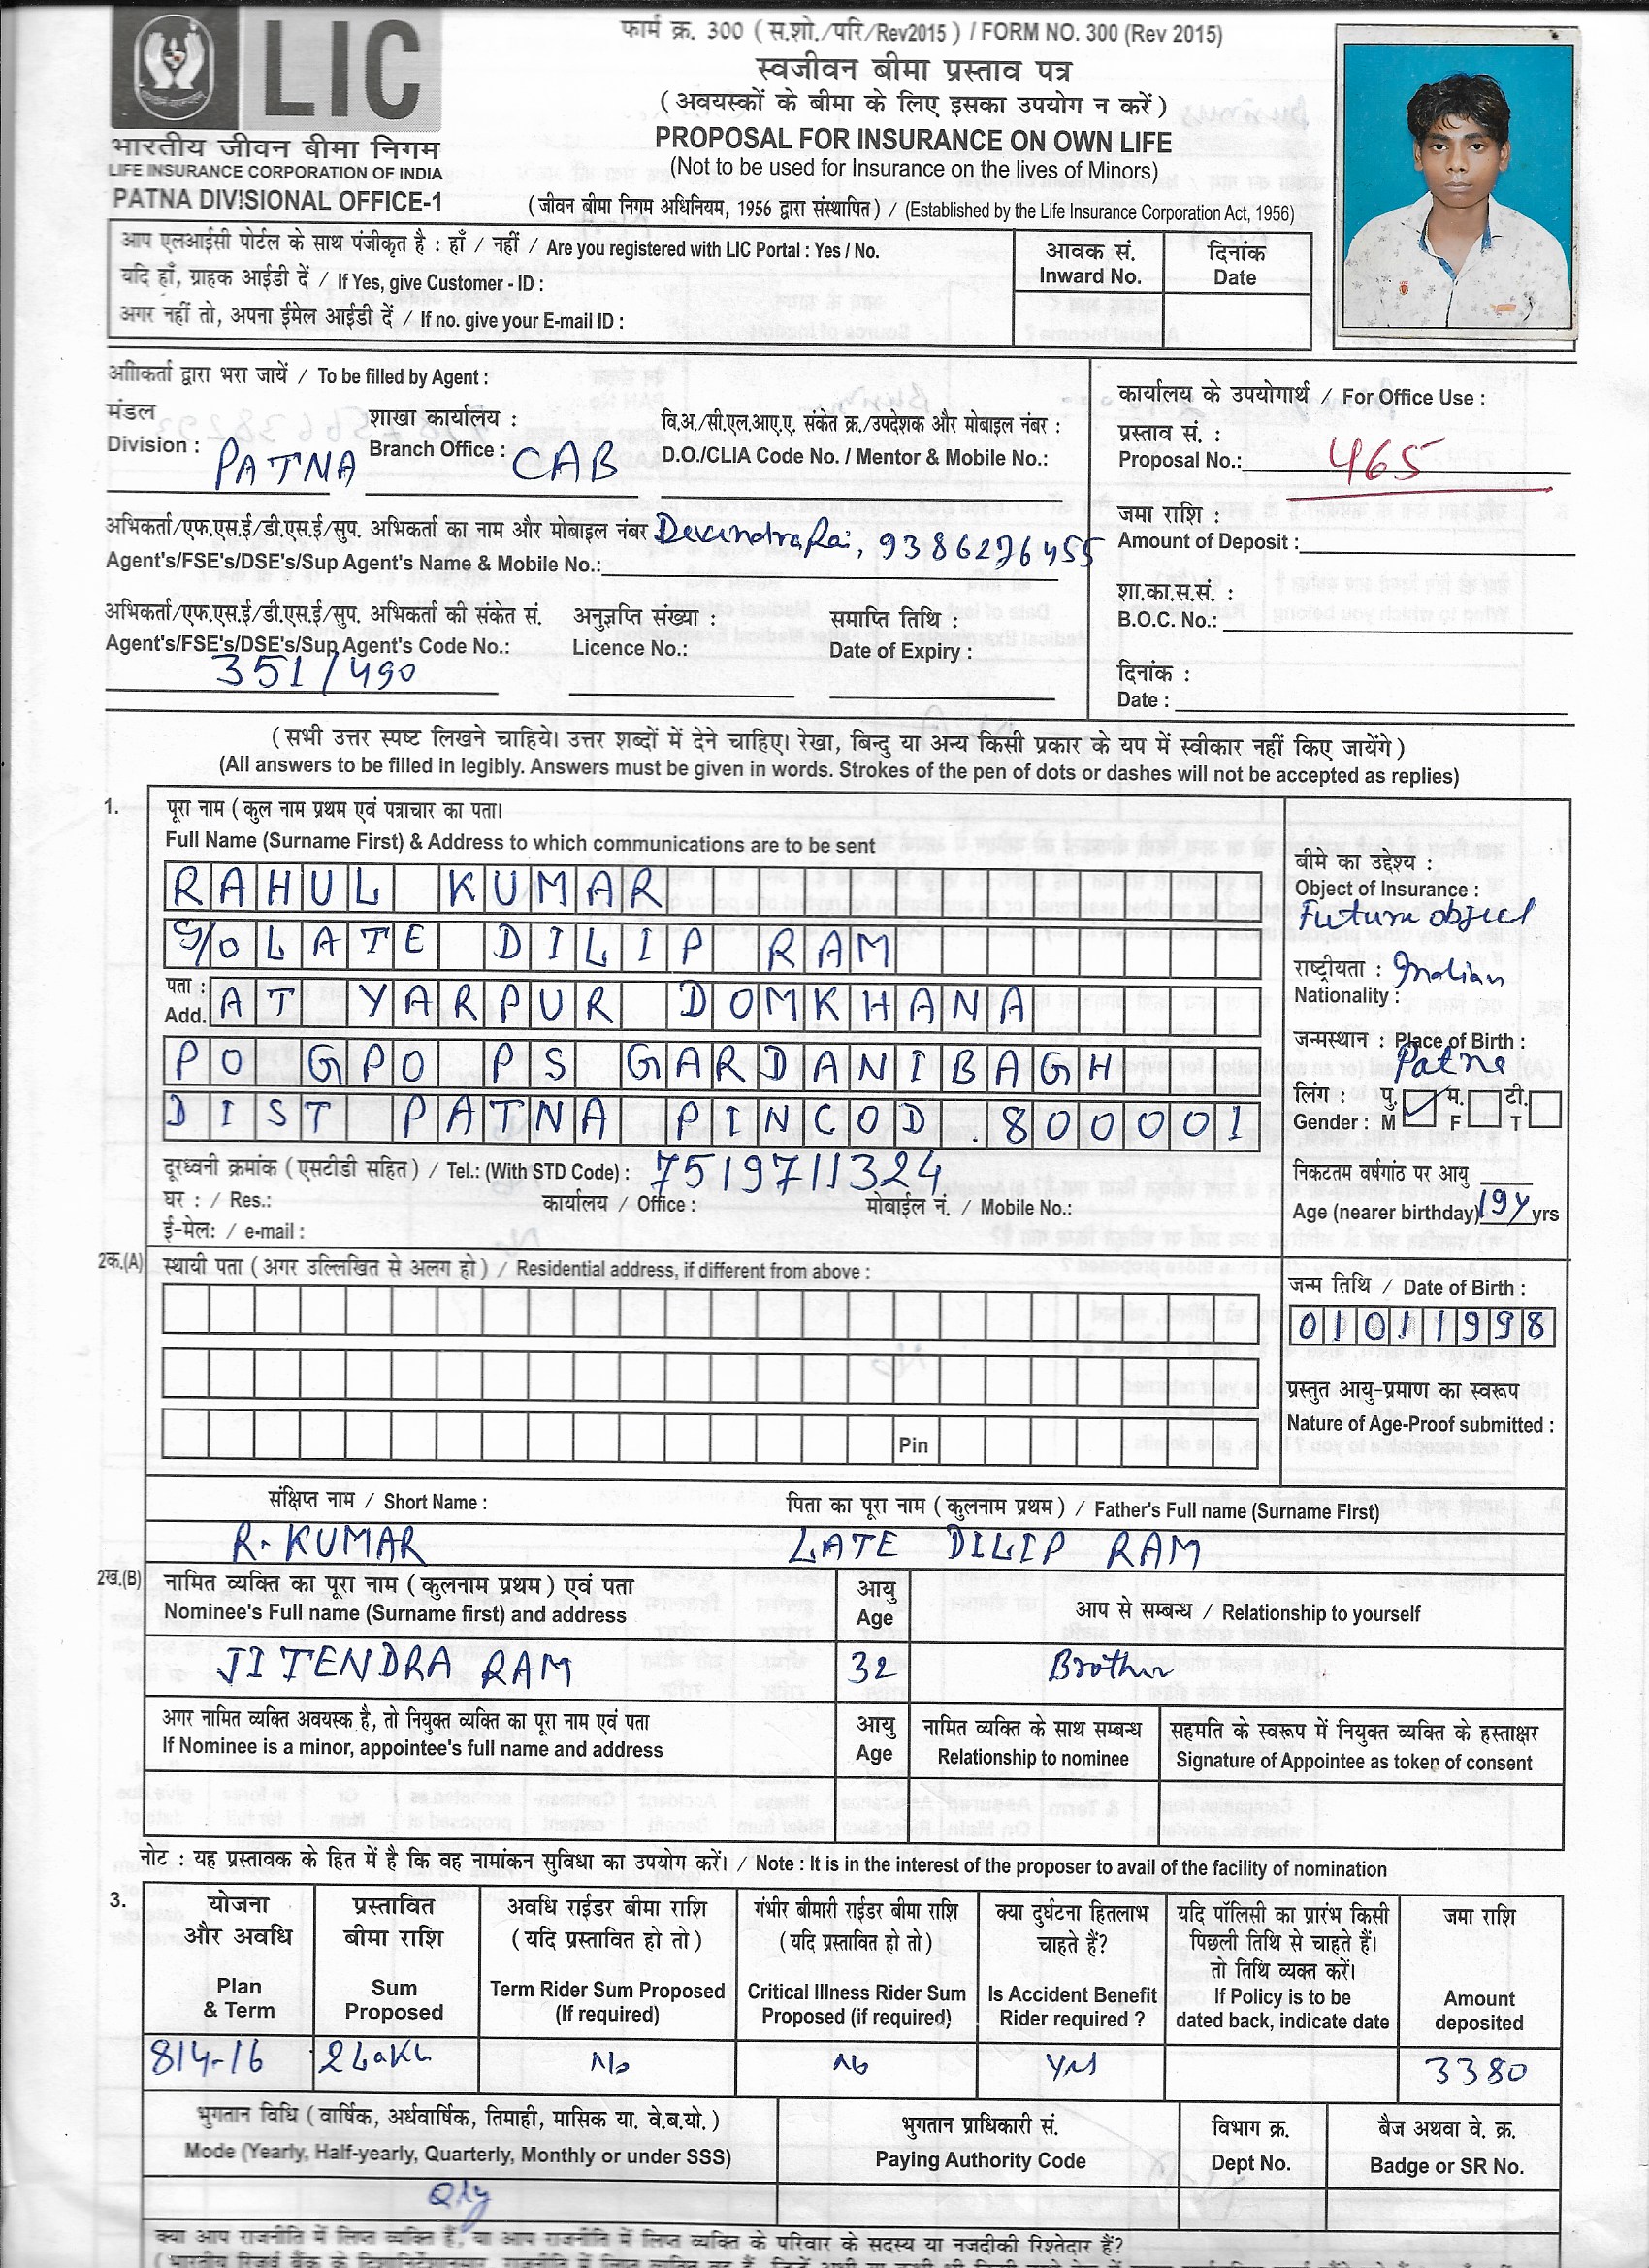 फार्म क्र. 300 ( स.शो./परि/Rev2015 ) / FORM NO. 300 (Rev 2015)
LIC
स्वजीवन बीमा प्रस्ताव पत्र
( अवयस्कों के बीमा के लिए इसका उपयोग न करें )
भारतीय जीवन बीमा निगम
PROPOSAL FOR INSURANCE ON OWN LIFE
LIFE INSURANCE CORPORATION OF INDIA
(Not to be used for Insurance on the lives of Minors)
PATNA DIVISIONAL OFFICE-1
( जीवन बीमा निगम अधिनियम, 1956 द्वारा संस्थापित ) / (Established by the Life Insurance Corporation Act, 1956)
आप एलआईसी पोर्टल के साथ पंजीकृत है : हाँ / नहीं / Are you registered with LIC Portal : Yes / No.
यदि हाँ, ग्राहक आईडी दें / If Yes, give Customer - ID :
अगर नहीं तो, अपना ईमेल आईडी दें / If no. give your E-mail ID :
आवक सं. दिनांक
Inward No. Date
अािकर्ता द्वारा भरा जायें / To be filled by Agent :
कार्यालय के उपयोगार्थ / For Office Use :
मंडल शाखा कार्यालय : वि.अ./सी.एल.आए.ए. संकेत क्र./उपदेशक और मोबाइल नंबर :
Division : PATNA Branch Office : CAB D.O./CLIA Code No. / Mentor & Mobile No.:
प्रस्ताव सं. :
Proposal No.: 465
अभिकर्ता/एफ.एस.ई/डी.एस.ई/सुप. अभिकर्ता का नाम और मोबाइल नंबर Devendra Rai, 9386276455
Agent's/FSE's/DSE's/Sup Agent's Name & Mobile No.:
जमा राशि :
Amount of Deposit :
अभिकर्ता/एफ.एस.ई/डी.एस.ई/सुप. अभिकर्ता की संकेत सं. अनुज्ञप्ति संख्या : समाप्ति तिथि :
Agent's/FSE's/DSE's/Sup Agent's Code No.: Licence No.: Date of Expiry :
351/490
शा.का.स.सं. :
B.O.C. No.:
दिनांक :
Date :
( सभी उत्तर स्पष्ट लिखने चाहिये। उत्तर शब्दों में देने चाहिए। रेखा, बिन्दु या अन्य किसी प्रकार के यप में स्वीकार नहीं किए जायेंगे )
(All answers to be filled in legibly. Answers must be given in words. Strokes of the pen of dots or dashes will not be accepted as replies)
1. पूरा नाम ( कुल नाम प्रथम एवं पत्राचार का पता।
Full Name (Surname First) & Address to which communications are to be sent
RAHUL KUMAR
S/O LATE DILIP RAM
पता :
Add. AT YARPUR DOMKHANA
PO GPO PS GARDANIBAGH
DIST PATNA PINCOD . 800001
दूरध्वनी क्रमांक ( एसटीडी सहित ) / Tel.: (With STD Code) : 7519711324
घर : / Res.: कार्यालय / Office : मोबाईल नं. / Mobile No.:
ई-मेल: / e-mail :
बीमे का उद्देश्य :
Object of Insurance :
Future object
राष्ट्रीयता : Indian
Nationality :
जन्मस्थान : Place of Birth :
Patna
लिंग : पु. म. टी.
Gender : M F T
निकटतम वर्षगांठ पर आयु
Age (nearer birthday) 19y yrs
2क.(A) स्थायी पता ( अगर उल्लिखित से अलग हो ) / Residential address, if different from above :
Pin
जन्म तिथि / Date of Birth :
01011998
प्रस्तुत आयु-प्रमाण का स्वरूप
Nature of Age-Proof submitted :
संक्षिप्त नाम / Short Name : पिता का पूरा नाम ( कुलनाम प्रथम ) / Father's Full name (Surname First)
R. KUMAR LATE DILIP RAM
2ख.(B) नामित व्यक्ति का पूरा नाम ( कुलनाम प्रथम ) एवं पता आयु आप से सम्बन्ध / Relationship to yourself
Nominee's Full name (Surname first) and address Age
JITENDRA RAM 32 Brother
अगर नामित व्यक्ति अवयस्क है, तो नियुक्त व्यक्ति का पूरा नाम एवं पता आयु नामित व्यक्ति के साथ सम्बन्ध सहमति के स्वरूप में नियुक्त व्यक्ति के हस्ताक्षर
If Nominee is a minor, appointee's full name and address Age Relationship to nominee Signature of Appointee as token of consent
नोट : यह प्रस्तावक के हित में है कि वह नामांकन सुविधा का उपयोग करें। / Note : It is in the interest of the proposer to avail of the facility of nomination
3. योजना और अवधि
Plan & Term
प्रस्तावित बीमा राशि
Sum Proposed
अवधि राईडर बीमा राशि ( यदि प्रस्तावित हो तो )
Term Rider Sum Proposed (If required)
गंभीर बीमारी राईडर बीमा राशि ( यदि प्रस्तावित हो तो )
Critical Illness Rider Sum Proposed (if required)
क्या दुर्घटना हितलाभ चाहते हैं?
Is Accident Benefit Rider required ?
यदि पॉलिसी का प्रारंभ किसी पिछली तिथि से चाहते हैं। तो तिथि व्यक्त करें।
If Policy is to be dated back, indicate date
जमा राशि
Amount deposited
814-16 2 Lakh No No Yes 3380
भुगतान विधि ( वार्षिक, अर्धवार्षिक, तिमाही, मासिक या. वे.ब.यो. ) भुगतान प्राधिकारी सं. विभाग क्र. बैज अथवा वे. क्र.
Mode (Yearly, Half-yearly, Quarterly, Monthly or under SSS) Paying Authority Code Dept No. Badge or SR No.
Qly
क्या आप राजनीति में लिप्त व्यक्ति हैं, या आप राजनीति में लिप्त व्यक्ति के परिवार के सदस्य या नजदीकी रिश्तेदार हैं?